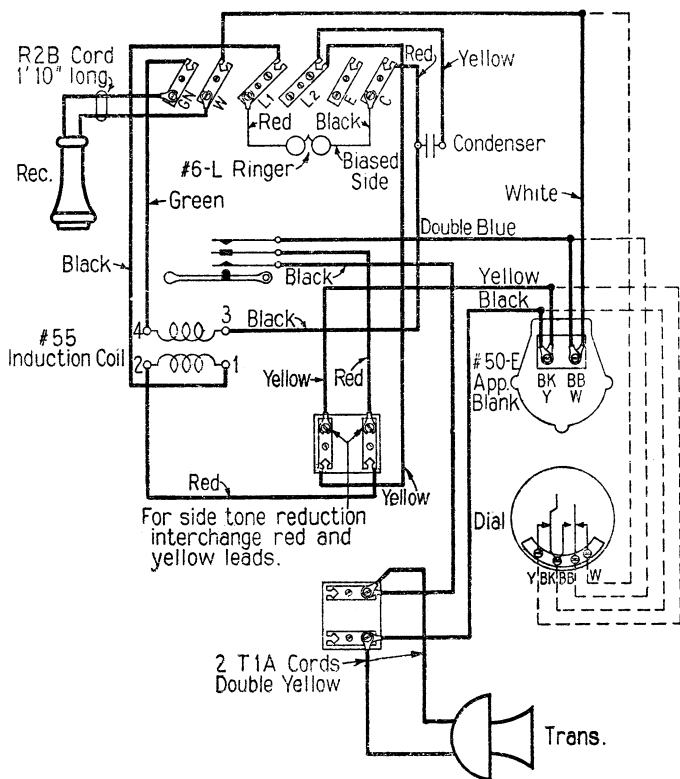 R2B Cord
1' 10" long
GN
W
L1
L2
E
C
Red
Yellow
Red
Black
#6-L Ringer
Biased
Side
Condenser
Rec.
Green
White
Double Blue
Black
Black
Yellow
Black
4
3
Black
#55
Induction Coil
2
1
Yellow
Red
#50-E
App.
Blank
BK
Y
BB
W
Red
Yellow
For side tone reduction
interchange red and
yellow leads.
Dial
Y
BK
BB
W
2 T1A Cords
Double Yellow
Trans.